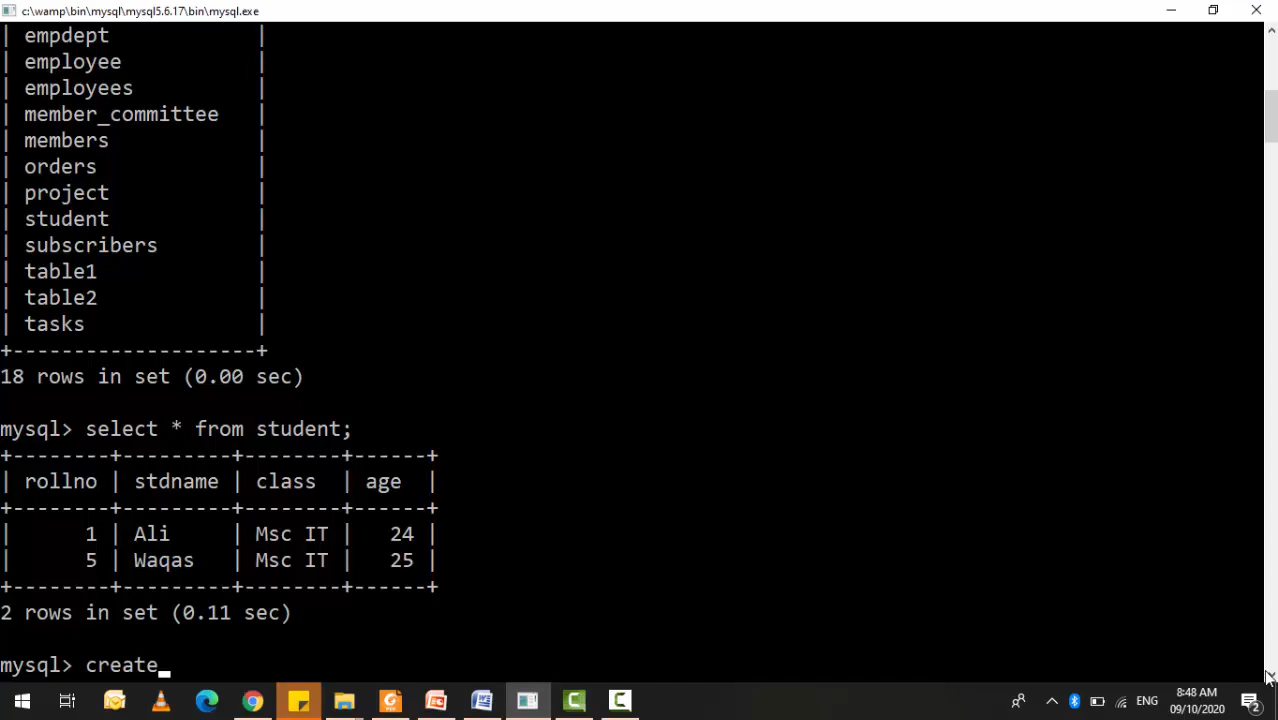 c:\wamp\bin\mysql\mysql5.6.17\bin\mysql.exe
| empdept            |
| employee           |
| employees          |
| member_committee   |
| members            |
| orders             |
| project            |
| student            |
| subscribers        |
| table1             |
| table2             |
| tasks              |
+--------------------+
18 rows in set (0.00 sec)
mysql> select * from student;
+--------+---------+--------+------+
| rollno | stdname | class  | age  |
+--------+---------+--------+------+
|      1 | Ali     | Msc IT |   24 |
|      5 | Waqas   | Msc IT |   25 |
+--------+---------+--------+------+
2 rows in set (0.11 sec)
mysql> create_
ENG
8:48 AM
09/10/2020
2